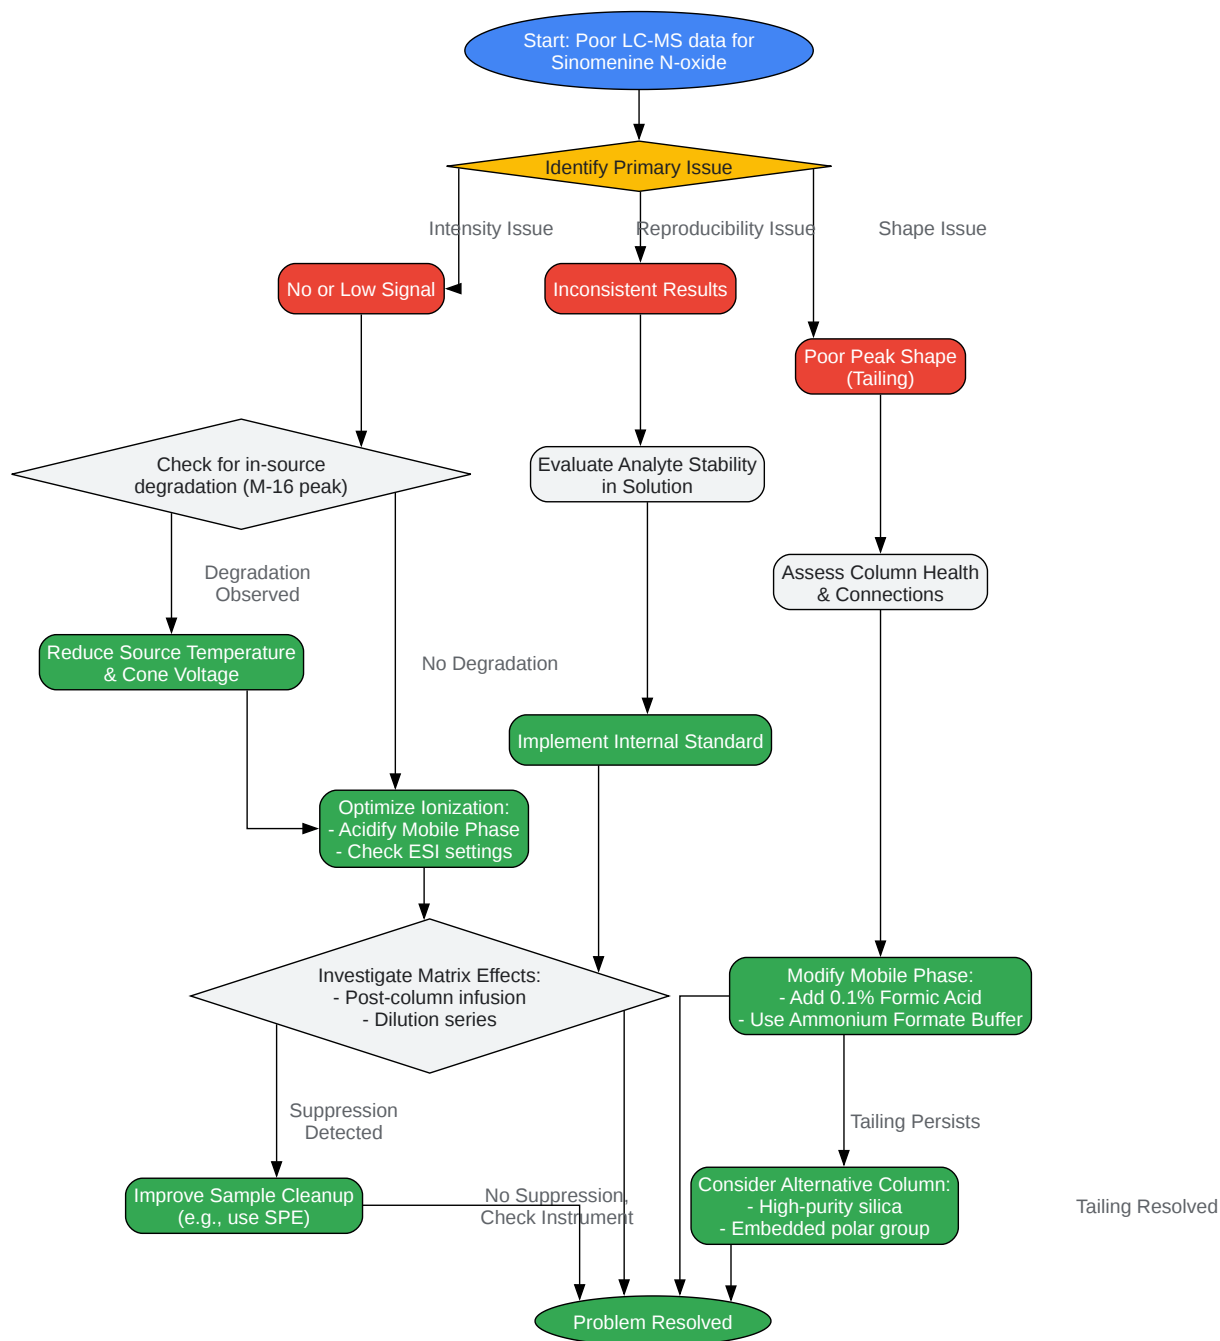 Start: Poor LC-MS data for
Sinomenine N-oxide
Identify Primary Issue
Intensity Issue
Reproducibility Issue
Shape Issue
No or Low Signal
Inconsistent Results
Poor Peak Shape
(Tailing)
Check for in-source
degradation (M-16 peak)
Evaluate Analyte Stability
in Solution
Assess Column Health
& Connections
Degradation
Observed
Reduce Source Temperature
& Cone Voltage
No Degradation
Implement Internal Standard
Optimize Ionization:
- Acidify Mobile Phase
- Check ESI settings
Investigate Matrix Effects:
- Post-column infusion
- Dilution series
Modify Mobile Phase:
- Add 0.1% Formic Acid
- Use Ammonium Formate Buffer
Suppression
Detected
Tailing Persists
Improve Sample Cleanup
(e.g., use SPE)
No Suppression,
Check Instrument
Consider Alternative Column:
- High-purity silica
- Embedded polar group
Tailing Resolved
Problem Resolved